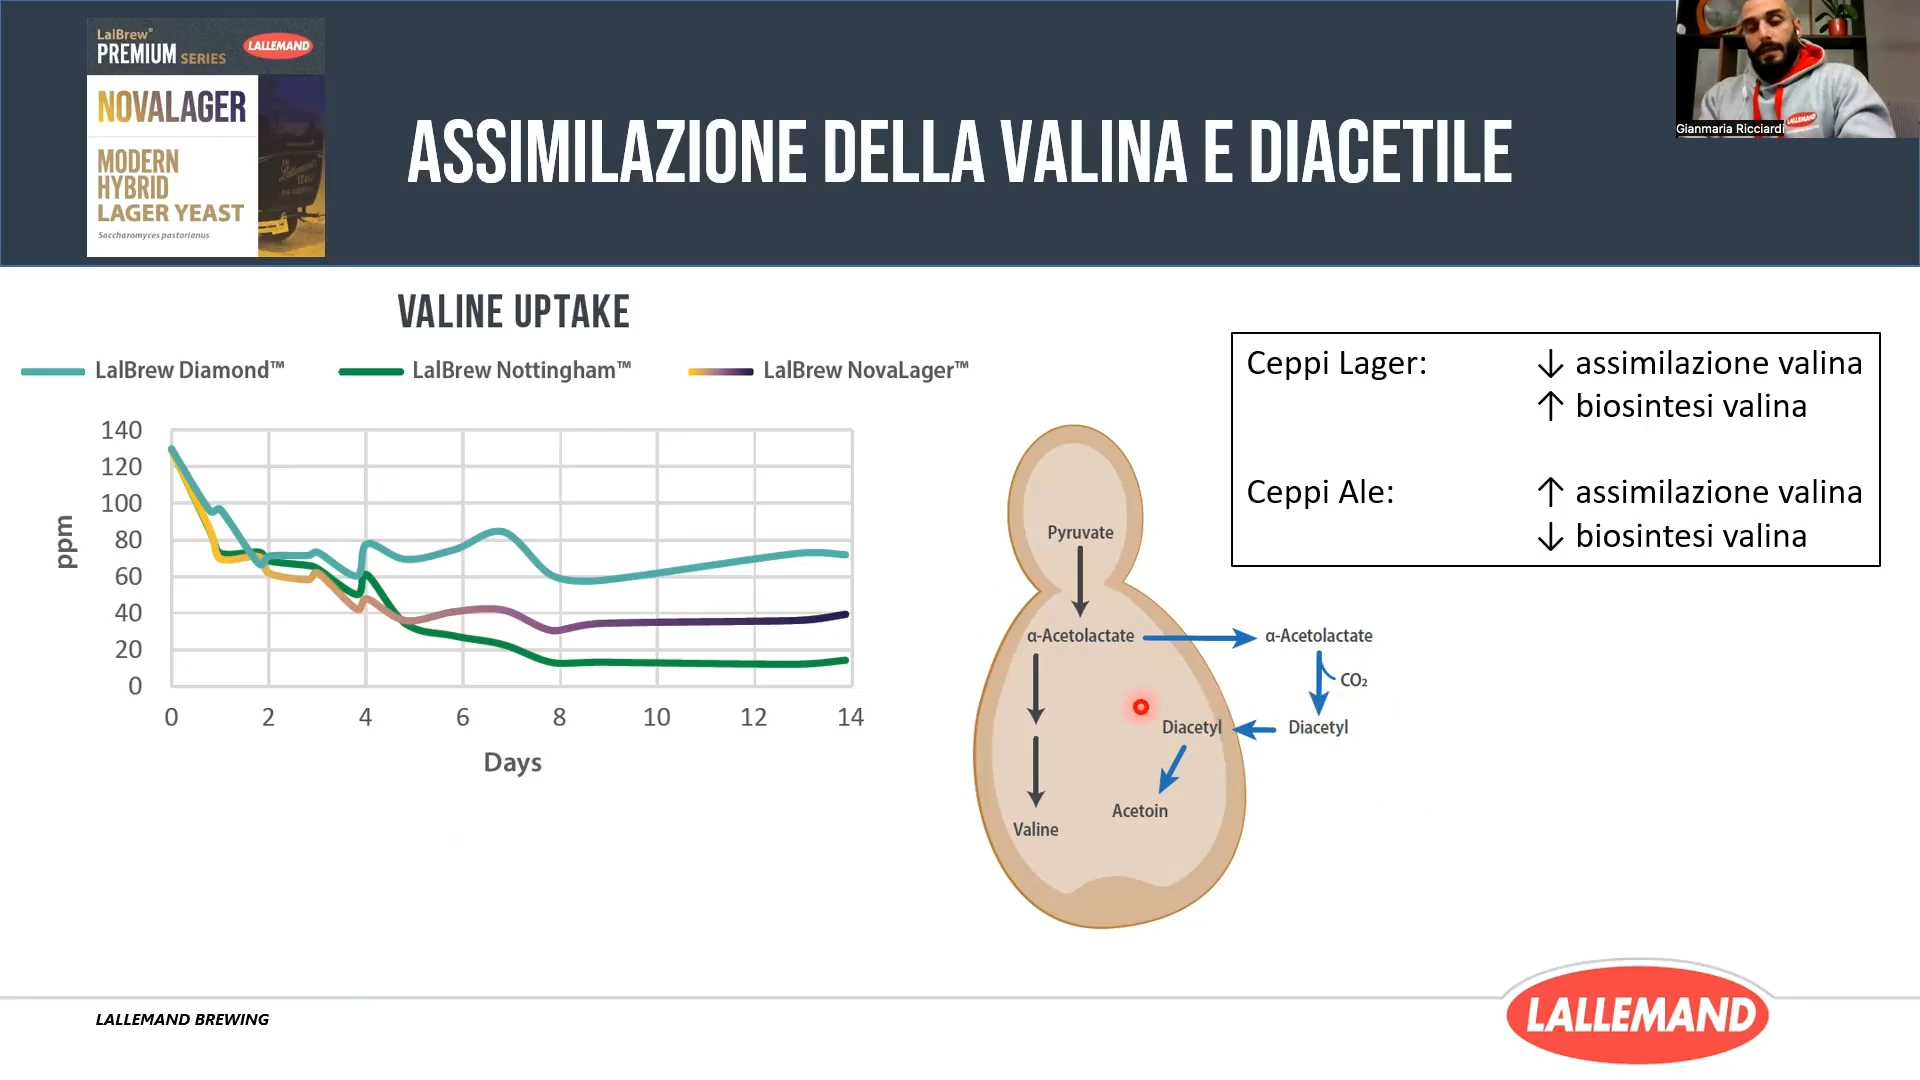 LalBrew®
PREMIUM SERIES
LALLEMAND
NOVALAGER
MODERN
HYBRID
LAGER YEAST
Saccharomyces pastorianus
ASSIMILAZIONE DELLA VALINA E DIACETILE
Gianmaria Ricciardi
LALLEMAND
VALINE UPTAKE
LalBrew Diamond™ LalBrew Nottingham™ LalBrew NovaLager™
140
120
100
80
60
40
20
0
ppm
0 2 4 6 8 10 12 14
Days
Pyruvate
α-Acetolactate α-Acetolactate
CO₂
Diacetyl Diacetyl
Acetoin
Valine
Ceppi Lager: ↓ assimilazione valina
↑ biosintesi valina
Ceppi Ale: ↑ assimilazione valina
↓ biosintesi valina
LALLEMAND BREWING
LALLEMAND